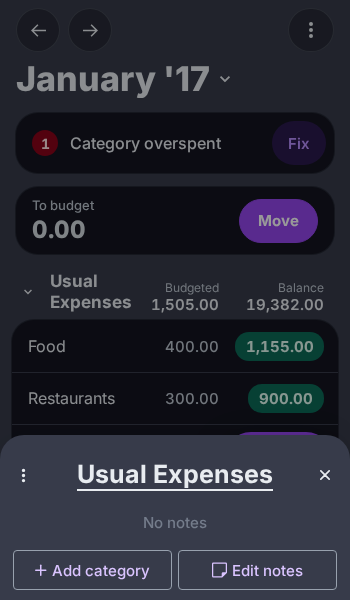 January '17
1 Category overspent Fix
To budget
0.00 Move
Usual Expenses Budgeted 1,505.00 Balance 19,382.00
Food 400.00 1,155.00
Restaurants 300.00 900.00
Usual Expenses
No notes
+ Add category Edit notes